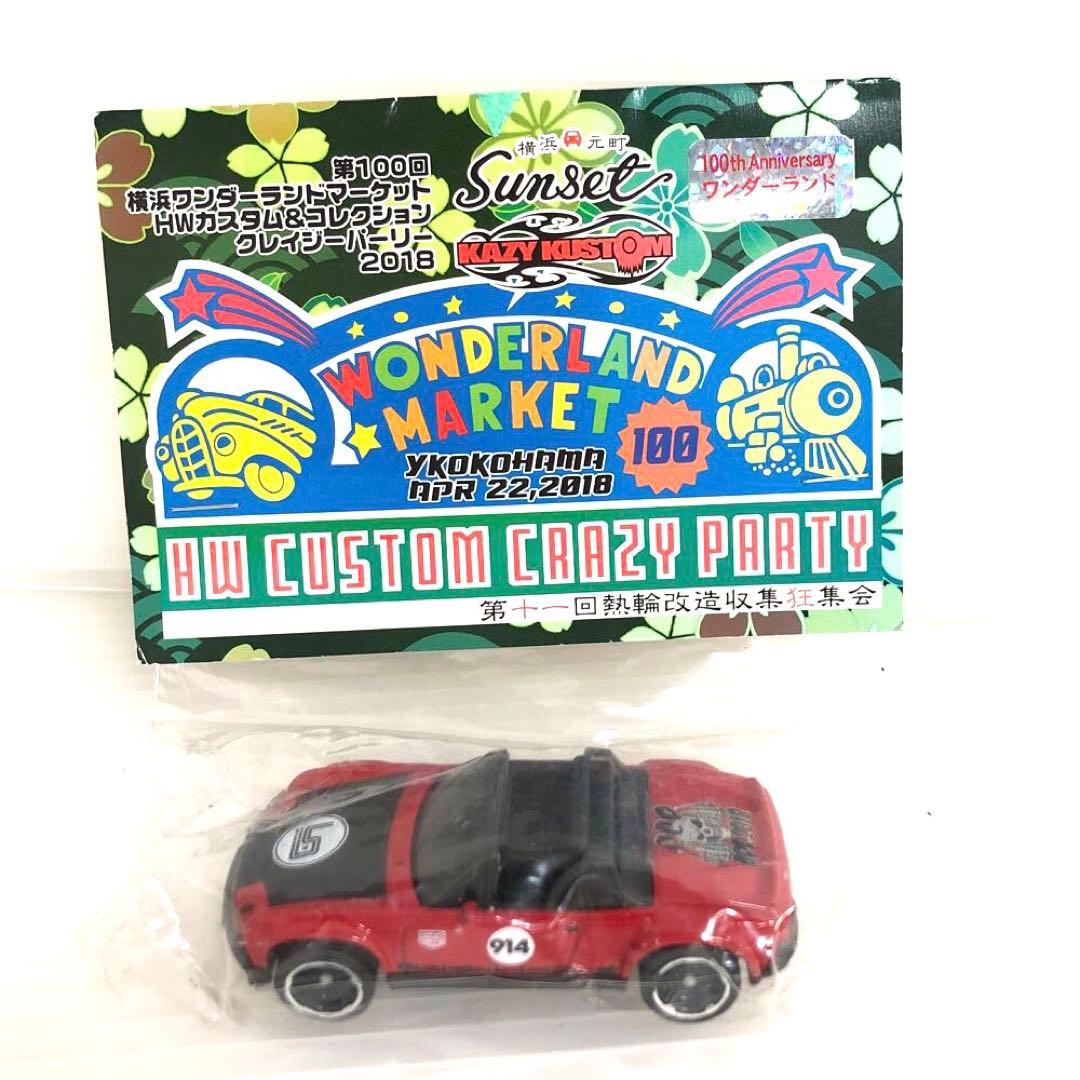 第100回
横浜ワンダーランドマーケット
HWカスタム&コレクション
クレイジーパーリー
2018
横浜 元町
Sunset
KAZY KUSTOM
100th Anniversary
ワンダーランド
WONDERLAND
MARKET
100
YKOKOHAMA
APR 22,2018
HW CUSTOM CRAZY PARTY
第十一回熱輪改造収集狂集会
914